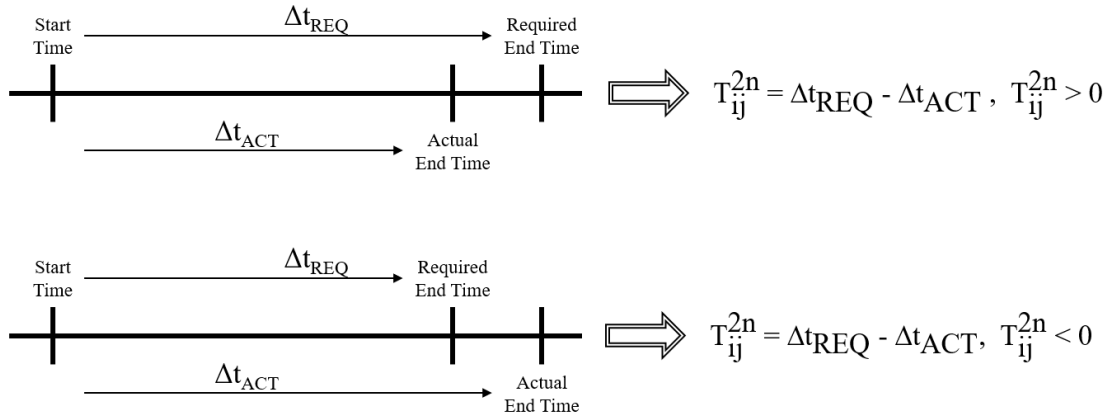 Start
Time
Δt_REQ
Required
End Time
Δt_ACT
Actual
End Time
T_ij^2n = Δt_REQ - Δt_ACT , T_ij^2n > 0
Start
Time
Δt_REQ
Required
End Time
Δt_ACT
Actual
End Time
T_ij^2n = Δt_REQ - Δt_ACT, T_ij^2n < 0